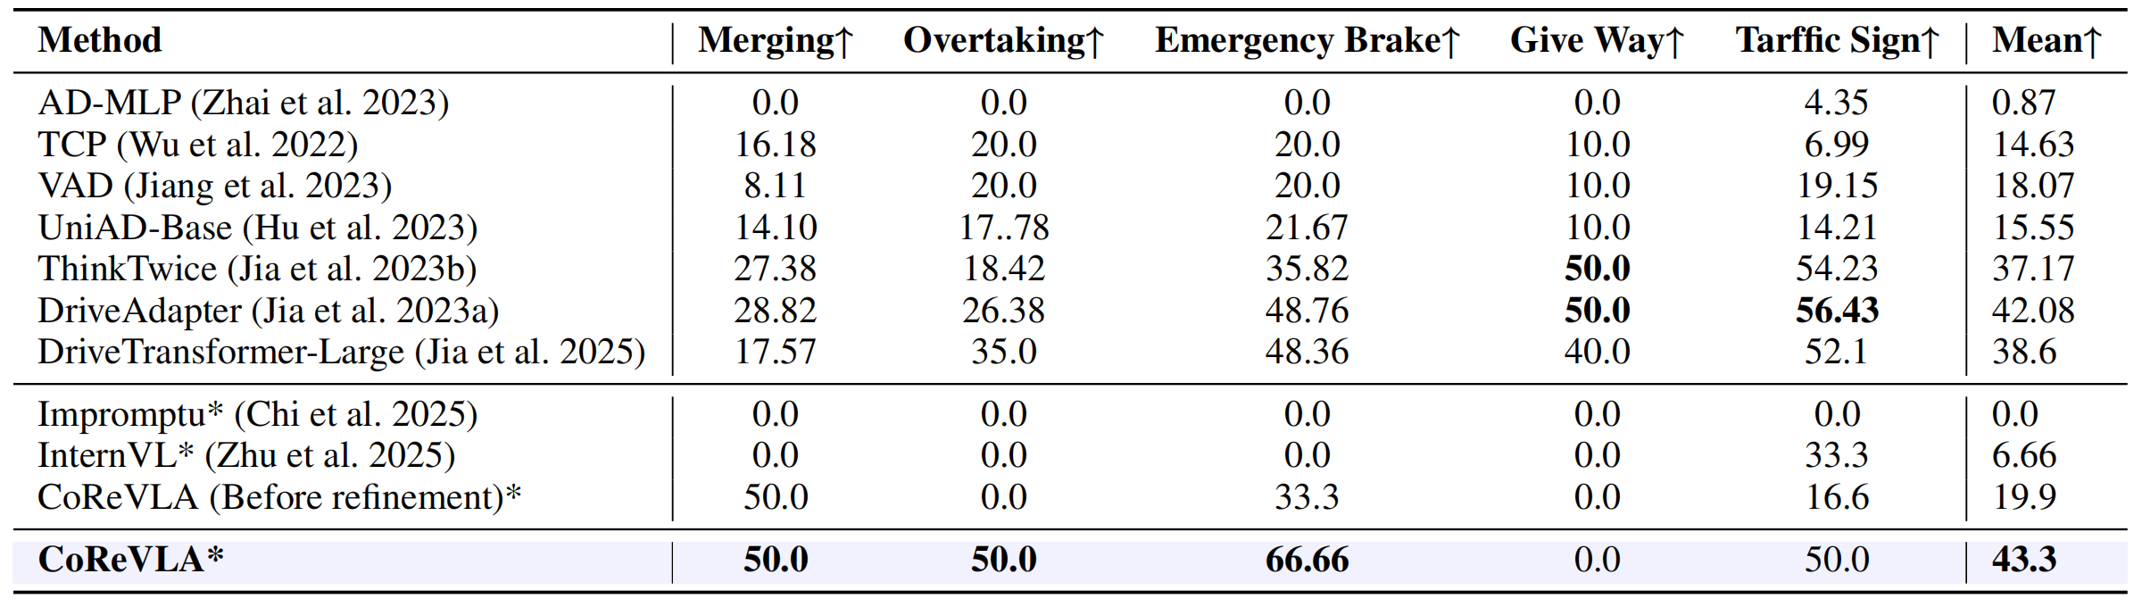 Method Merging↑ Overtaking↑ Emergency Brake↑ Give Way↑ Tarffic Sign↑ Mean↑
AD-MLP (Zhai et al. 2023) 0.0 0.0 0.0 0.0 4.35 0.87
TCP (Wu et al. 2022) 16.18 20.0 20.0 10.0 6.99 14.63
VAD (Jiang et al. 2023) 8.11 20.0 20.0 10.0 19.15 18.07
UniAD-Base (Hu et al. 2023) 14.10 17..78 21.67 10.0 14.21 15.55
ThinkTwice (Jia et al. 2023b) 27.38 18.42 35.82 50.0 54.23 37.17
DriveAdapter (Jia et al. 2023a) 28.82 26.38 48.76 50.0 56.43 42.08
DriveTransformer-Large (Jia et al. 2025) 17.57 35.0 48.36 40.0 52.1 38.6
Impromptu* (Chi et al. 2025) 0.0 0.0 0.0 0.0 0.0 0.0
InternVL* (Zhu et al. 2025) 0.0 0.0 0.0 0.0 33.3 6.66
CoReVLA (Before refinement)* 50.0 0.0 33.3 0.0 16.6 19.9
CoReVLA* 50.0 50.0 66.66 0.0 50.0 43.3